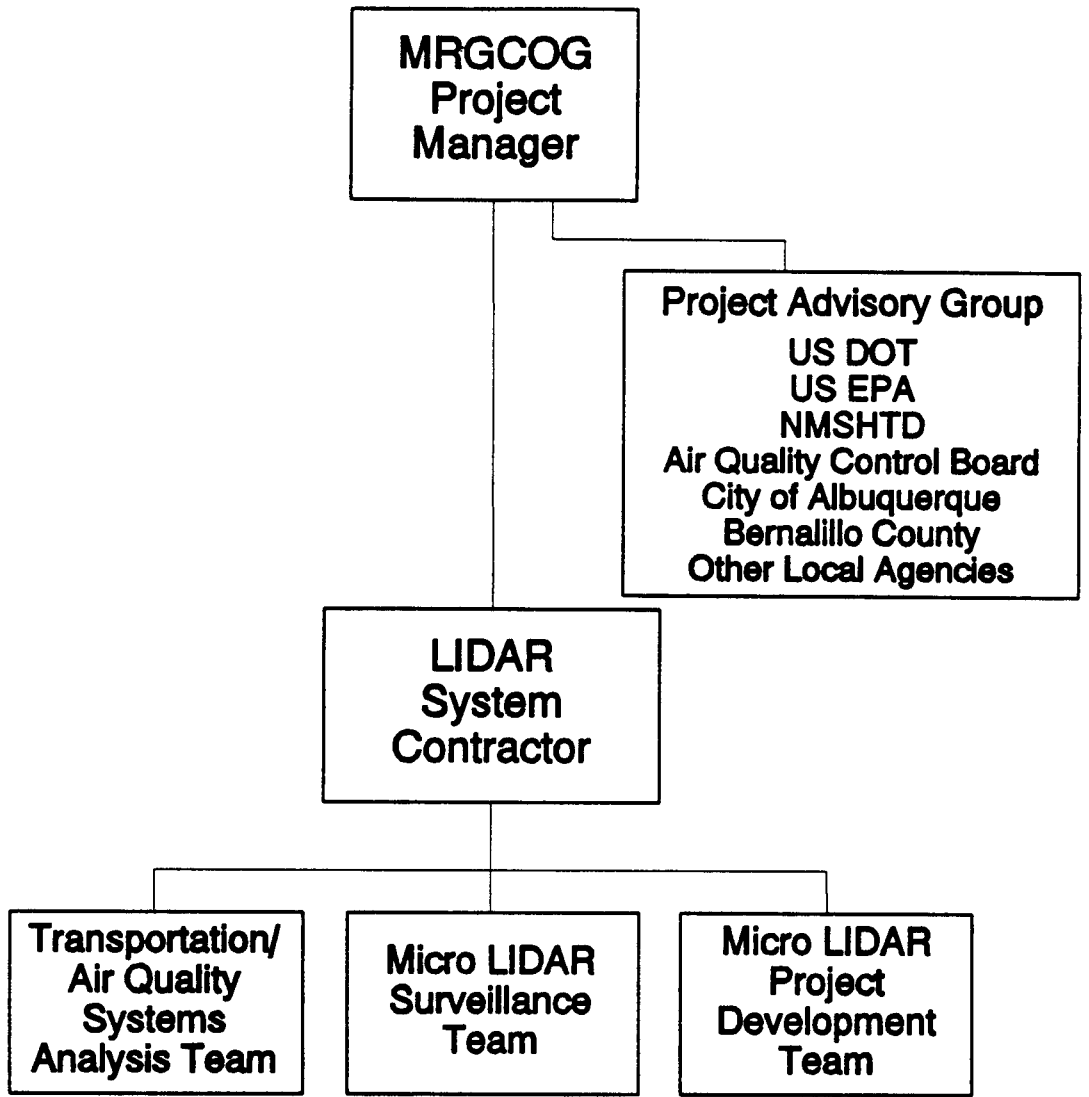 MRGCOG
Project
Manager
Project Advisory Group
US DOT
US EPA
NMSHTD
Air Quality Control Board
City of Albuquerque
Bernalillo County
Other Local Agencies
LIDAR
System
Contractor
Transportation/
Air Quality
Systems
Analysis Team
Micro LIDAR
Surveillance
Team
Micro LIDAR
Project
Development
Team